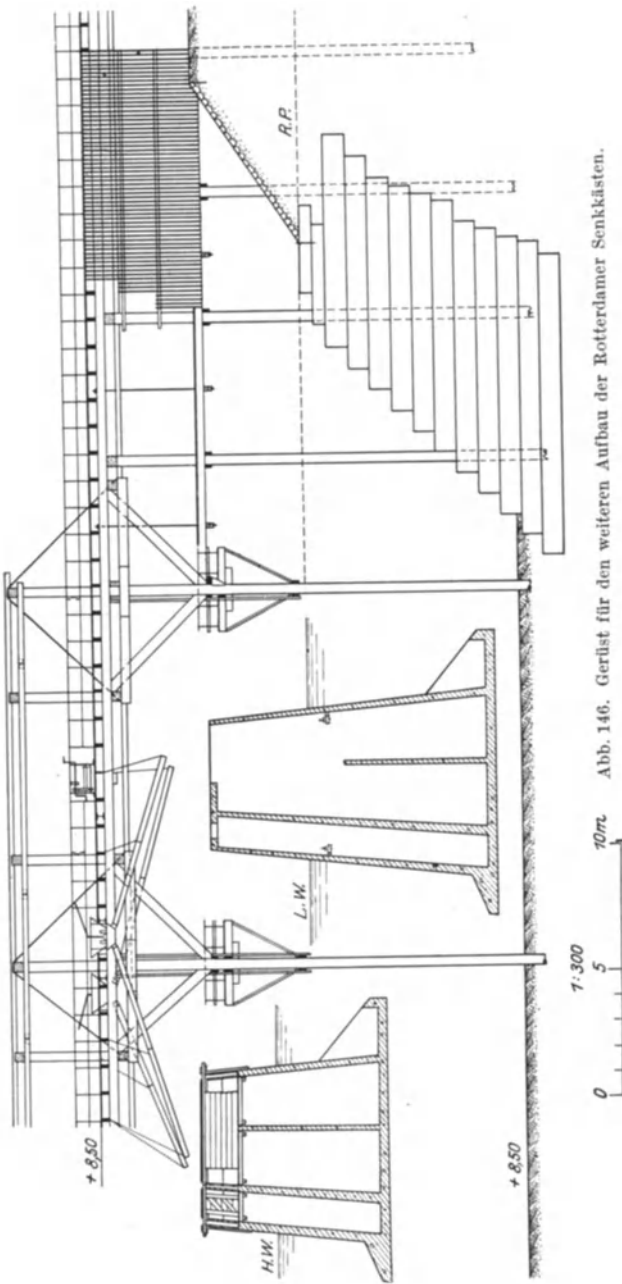 + 8,50
H.W.
L.W.
R.P.
+ 8,50
1:300
0 5 10m
Abb. 146. Gerüst für den weiteren Aufbau der Rotterdamer Senkkästen.